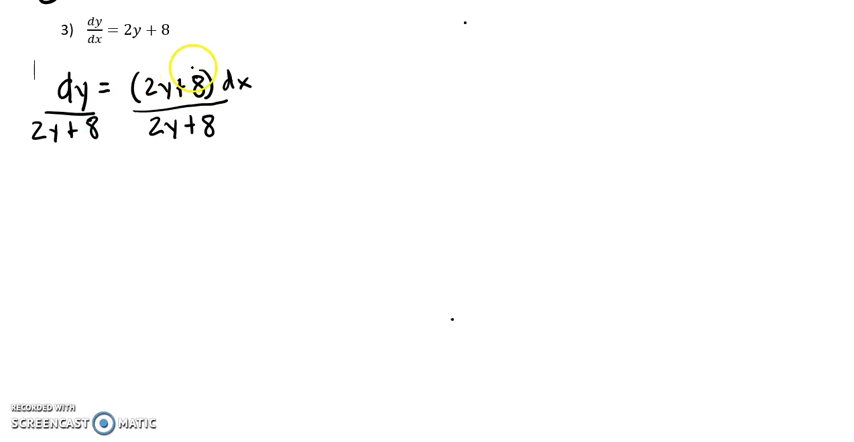 3) dy/dx = 2y + 8
dy/(2y+8) = (2y+8)dx/(2y+8)
RECORDED WITH
SCREENCAST MATIC